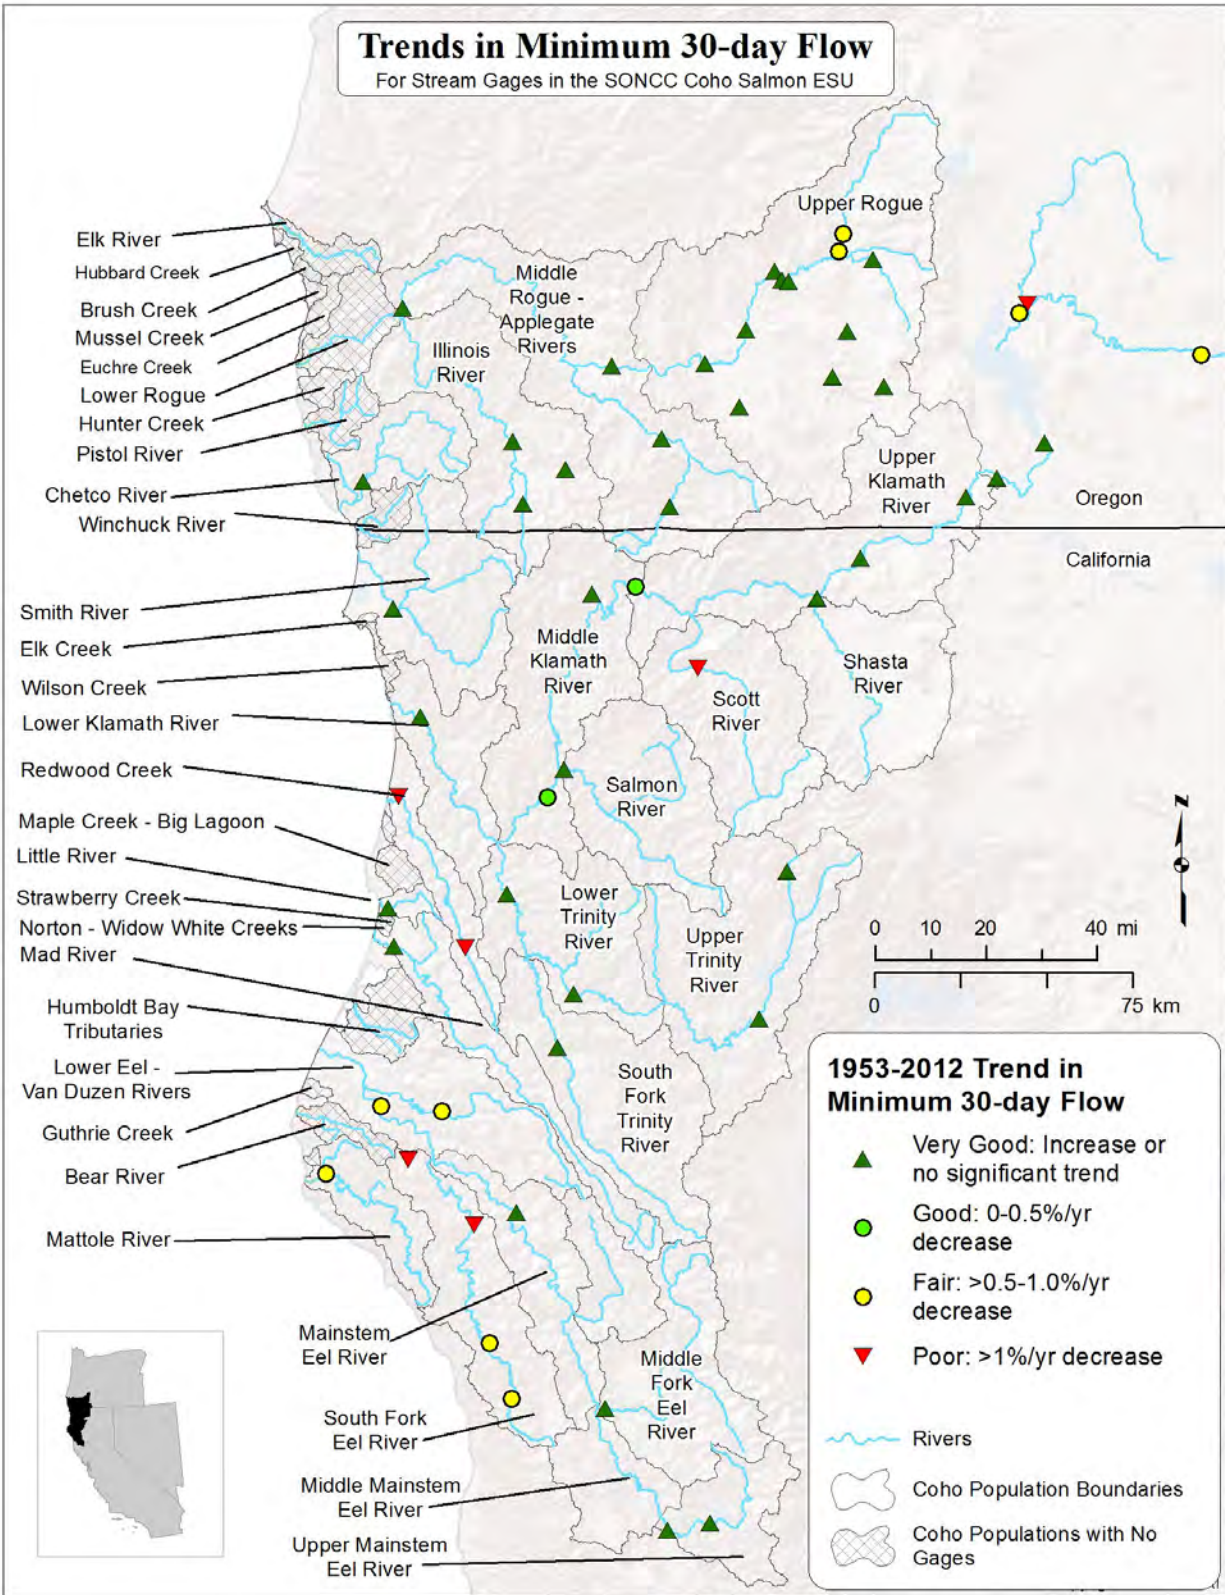 Trends in Minimum 30-day Flow
For Stream Gages in the SONCC Coho Salmon ESU
Upper Rogue
Elk River
Hubbard Creek
Brush Creek
Mussel Creek
Euchre Creek
Lower Rogue
Hunter Creek
Pistol River
Chetco River
Winchuck River
Middle
Rogue -
Applegate
Rivers
Illinois
River
Upper
Klamath
River
Oregon
California
Smith River
Elk Creek
Wilson Creek
Lower Klamath River
Redwood Creek
Maple Creek - Big Lagoon
Little River
Strawberry Creek
Norton - Widow White Creeks
Mad River
Humboldt Bay
Tributaries
Lower Eel -
Van Duzen Rivers
Guthrie Creek
Bear River
Mattole River
Middle
Klamath
River
Shasta
River
Scott
River
Salmon
River
Lower
Trinity
River
Upper
Trinity
River
South
Fork
Trinity
River
Mainstem
Eel River
South Fork
Eel River
Middle Mainstem
Eel River
Upper Mainstem
Eel River
Middle
Fork
Eel
River
N
0 10 20 40 mi
0 75 km
1953-2012 Trend in
Minimum 30-day Flow
Very Good: Increase or
no significant trend
Good: 0-0.5%/yr
decrease
Fair: >0.5-1.0%/yr
decrease
Poor: >1%/yr decrease
Rivers
Coho Population Boundaries
Coho Populations with No
Gages